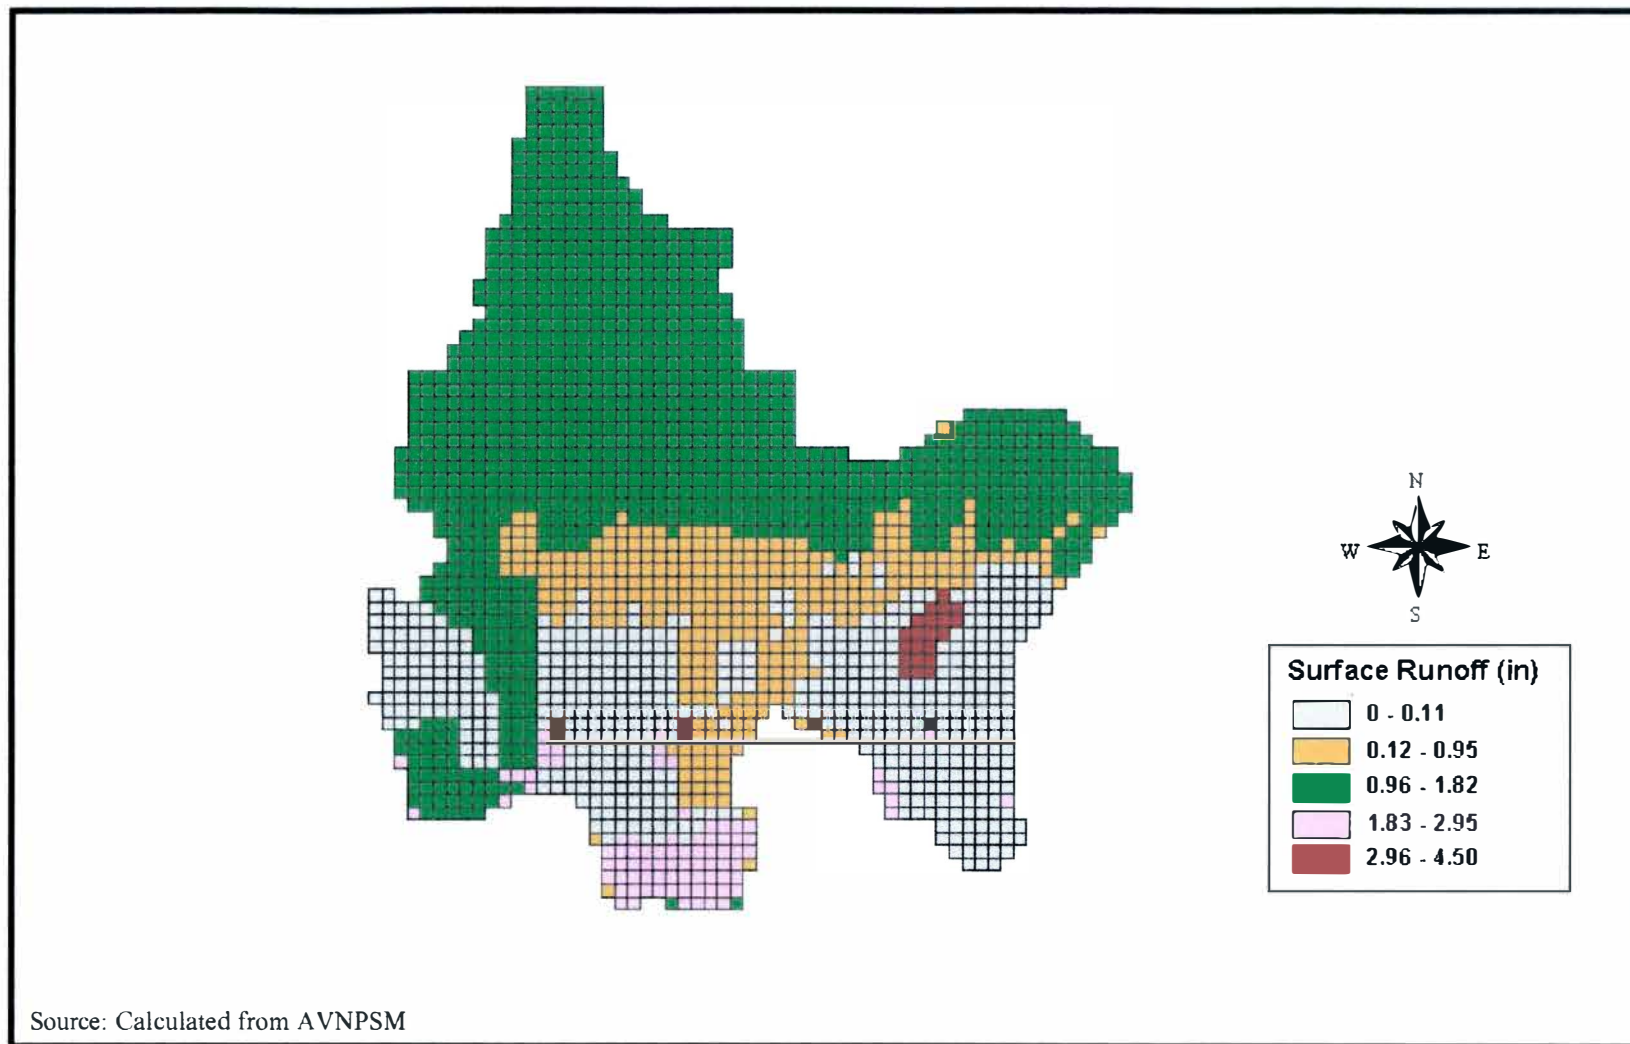 N
W
E
S
Surface Runoff (in)
0 - 0.11
0.12 - 0.95
0.96 - 1.82
1.83 - 2.95
2.96 - 4.50
Source: Calculated from AVNPSM